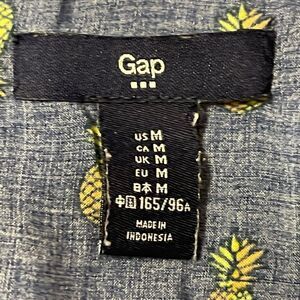 Gap
US M
CA M
UK M
EU M
日本 M
中国 165/96A
MADE IN
INDONESIA